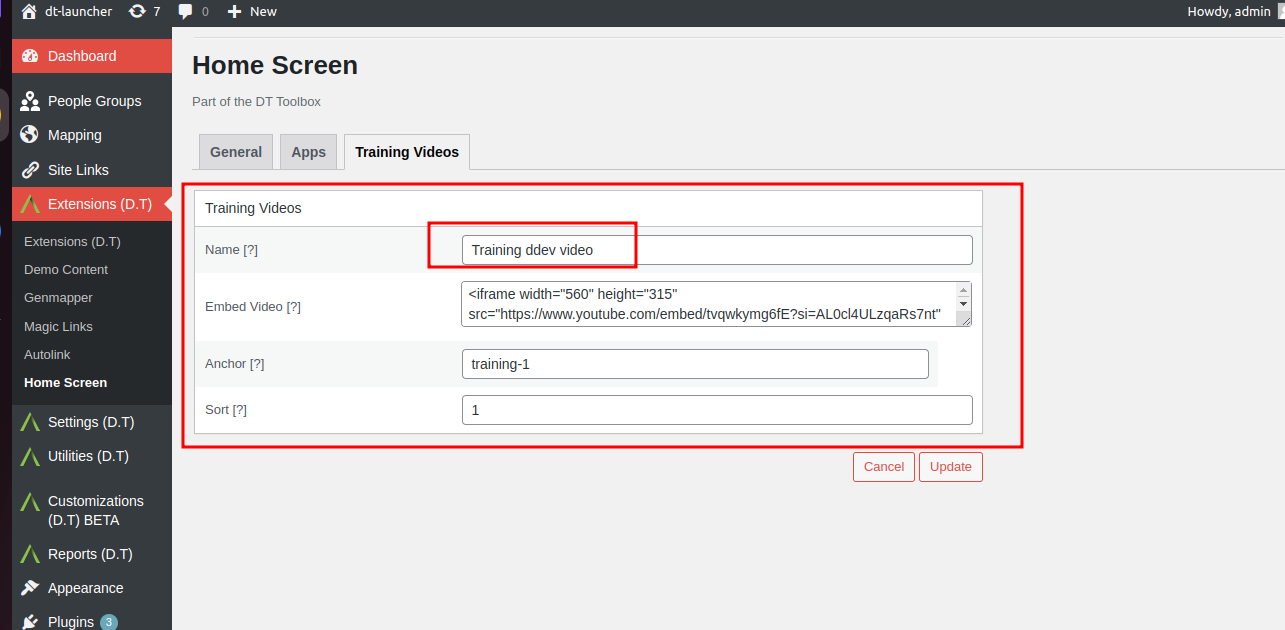 dt-launcher 7 0 New Howdy, admin
Dashboard
People Groups
Mapping
Site Links
Extensions (D.T)
Extensions (D.T)
Demo Content
Genmapper
Magic Links
Autolink
Home Screen
Settings (D.T)
Utilities (D.T)
Customizations
(D.T) BETA
Reports (D.T)
Appearance
Plugins 3
Home Screen
Part of the DT Toolbox
General Apps Training Videos
Training Videos
Name [?] Training ddev video
Embed Video [?] <iframe width="560" height="315"
src="https://www.youtube.com/embed/tvqwkymg6fE?si=AL0cl4ULzqaRs7nt"
Anchor [?] training-1
Sort [?] 1
Cancel Update